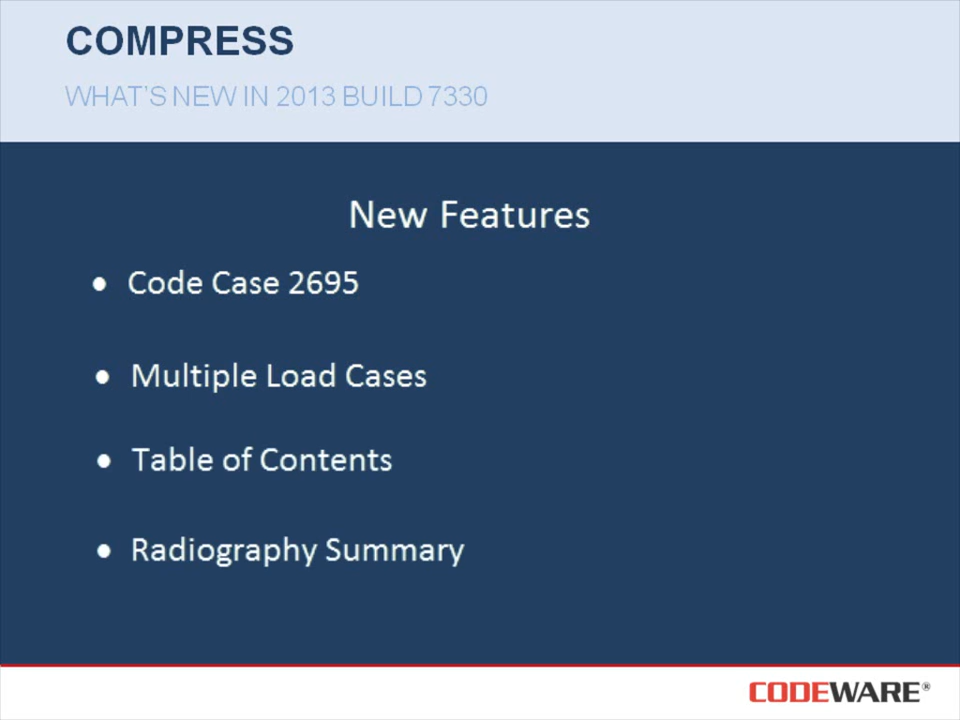 COMPRESS
WHAT'S NEW IN 2013 BUILD 7330
New Features
• Code Case 2695
• Multiple Load Cases
• Table of Contents
• Radiography Summary
CODEWARE®